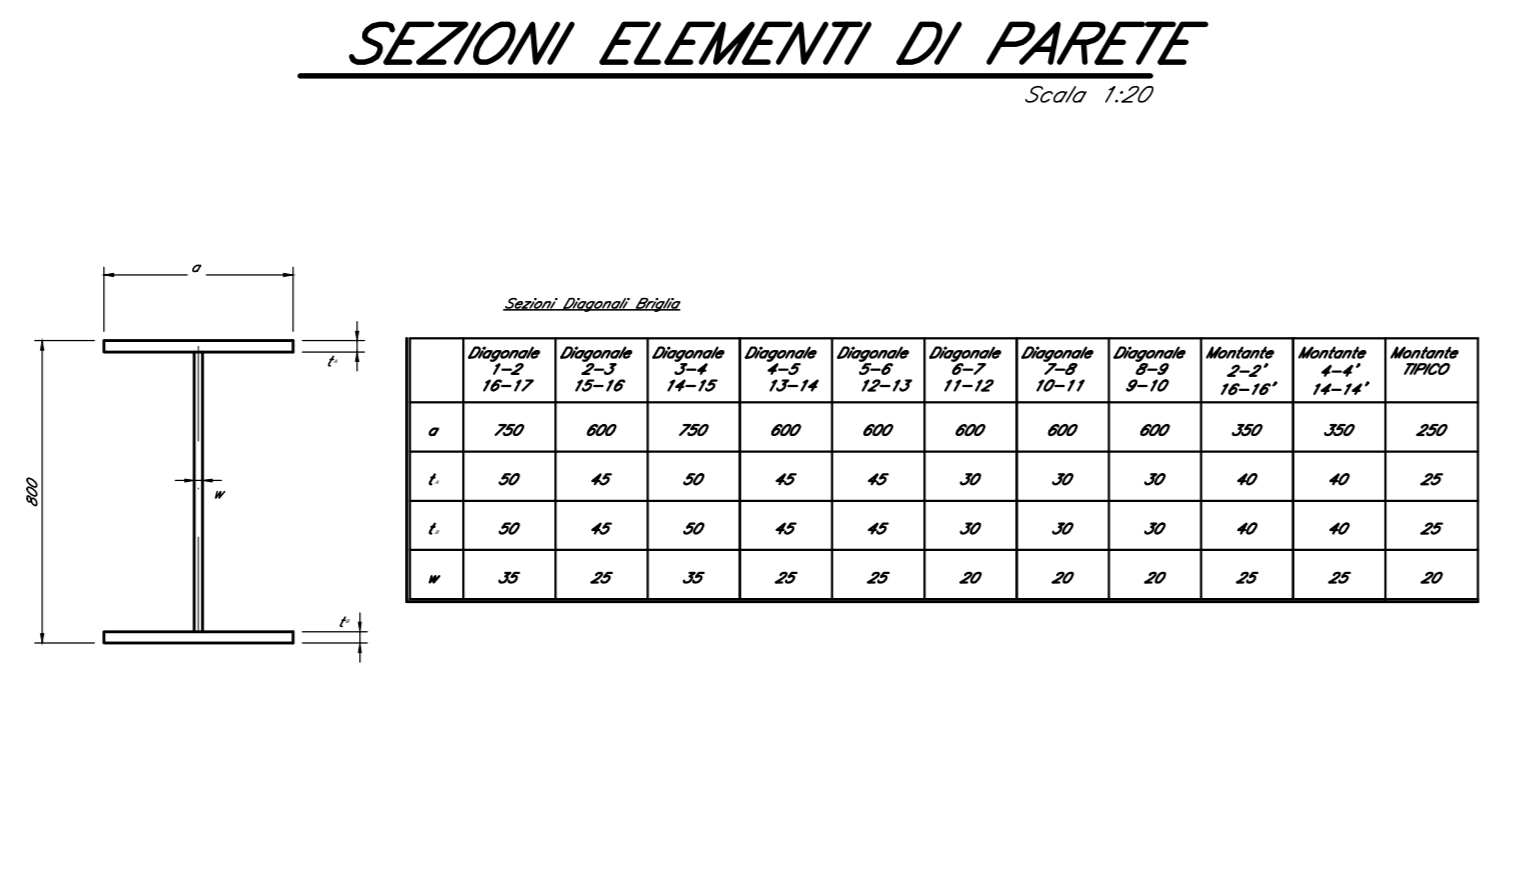 SEZIONI ELEMENTI DI PARETE
Scala 1:20
a
Sezioni Diagonali Briglia
Diagonale 1-2 16-17 Diagonale 2-3 15-16 Diagonale 3-4 14-15 Diagonale 4-5 13-14 Diagonale 5-6 12-13 Diagonale 6-7 11-12 Diagonale 7-8 10-11 Diagonale 8-9 9-10 Montante 2-2' 16-16' Montante 4-4' 14-14' Montante TIPICO
t
a 750 600 750 600 600 600 600 600 350 350 250
t 50 45 50 45 45 30 30 30 40 40 25
800
w
t 50 45 50 45 45 30 30 30 40 40 25
w 35 25 35 25 25 20 20 20 25 25 20
t